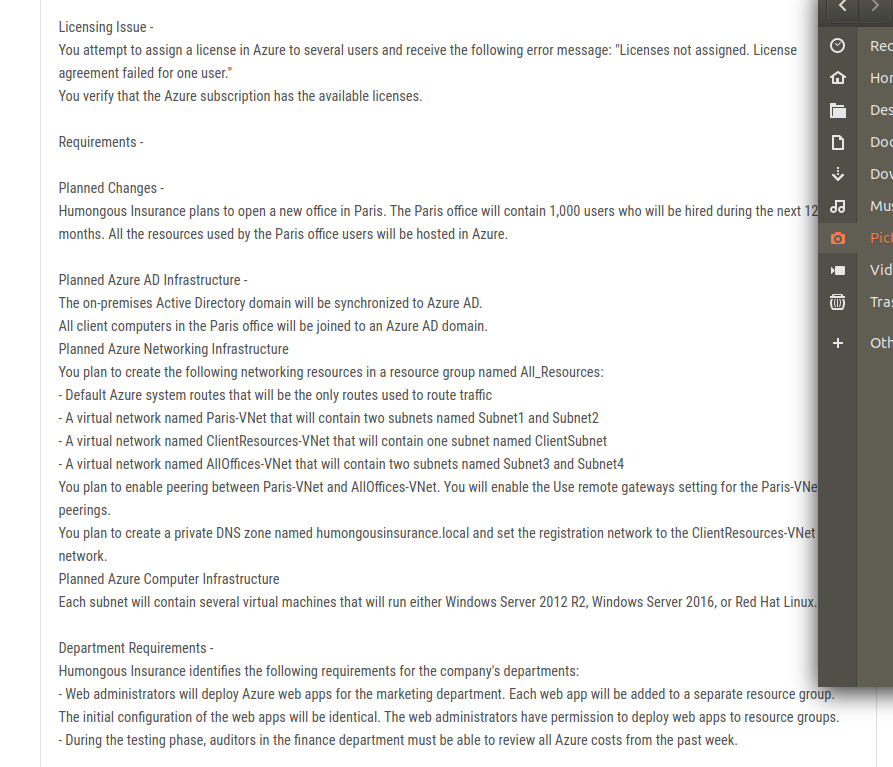 Licensing Issue -
You attempt to assign a license in Azure to several users and receive the following error message: "Licenses not assigned. License
agreement failed for one user."
You verify that the Azure subscription has the available licenses.
Requirements -
Planned Changes -
Humongous Insurance plans to open a new office in Paris. The Paris office will contain 1,000 users who will be hired during the next 12
months. All the resources used by the Paris office users will be hosted in Azure.
Planned Azure AD Infrastructure -
The on-premises Active Directory domain will be synchronized to Azure AD.
All client computers in the Paris office will be joined to an Azure AD domain.
Planned Azure Networking Infrastructure
You plan to create the following networking resources in a resource group named All_Resources:
- Default Azure system routes that will be the only routes used to route traffic
- A virtual network named Paris-VNet that will contain two subnets named Subnet1 and Subnet2
- A virtual network named ClientResources-VNet that will contain one subnet named ClientSubnet
- A virtual network named AllOffices-VNet that will contain two subnets named Subnet3 and Subnet4
You plan to enable peering between Paris-VNet and AllOffices-VNet. You will enable the Use remote gateways setting for the Paris-VNe
peerings.
You plan to create a private DNS zone named humongousinsurance.local and set the registration network to the ClientResources-VNet
network.
Planned Azure Computer Infrastructure
Each subnet will contain several virtual machines that will run either Windows Server 2012 R2, Windows Server 2016, or Red Hat Linux.
Department Requirements -
Humongous Insurance identifies the following requirements for the company's departments:
- Web administrators will deploy Azure web apps for the marketing department. Each web app will be added to a separate resource group.
The initial configuration of the web apps will be identical. The web administrators have permission to deploy web apps to resource groups.
- During the testing phase, auditors in the finance department must be able to review all Azure costs from the past week.
Rec
Hor
Des
Doc
Dov
Mus
Pict
Vid
Tras
Oth